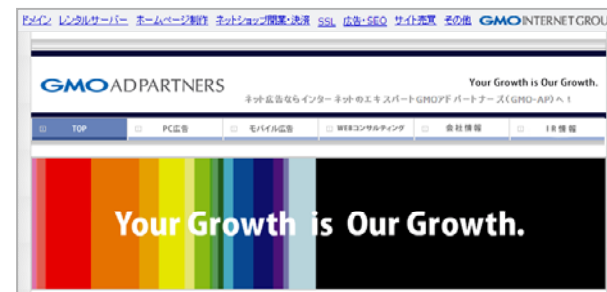 ドメイン レンタルサーバー ホームページ制作 ネットショップ開業・決済 SSL 広告・SEO サイト売買 その他 GMO INTERNET GROU
GMO ADPARTNERS
Your Growth is Our Growth.
ネット広告ならインターネットのエキスパートGMOアドパートナーズ(GMO-AP)へ!
TOP PC広告 モバイル広告 WEBコンサルティング 会社情報 IR情報
Your Growth is Our Growth.